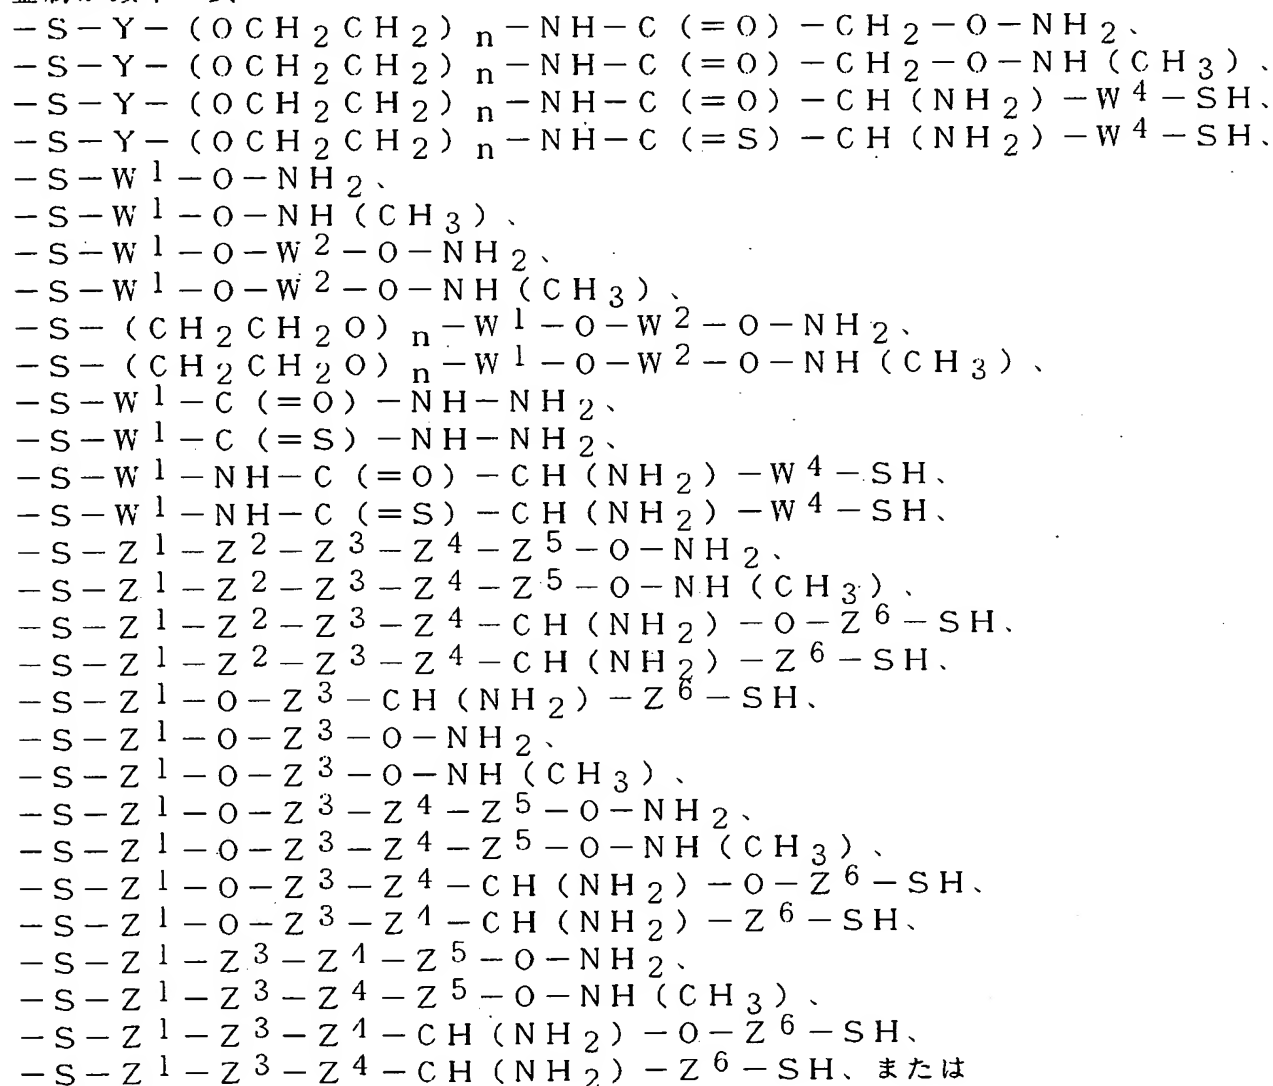 -S-Y-(OCH₂CH₂)ₙ-NH-C(=O)-CH₂-O-NH₂、
-S-Y-(OCH₂CH₂)ₙ-NH-C(=O)-CH₂-O-NH(CH₃)、
-S-Y-(OCH₂CH₂)ₙ-NH-C(=O)-CH(NH₂)-W⁴-SH、
-S-Y-(OCH₂CH₂)ₙ-NH-C(=S)-CH(NH₂)-W⁴-SH、
-S-W¹-O-NH₂、
-S-W¹-O-NH(CH₃)、
-S-W¹-O-W²-O-NH₂、
-S-W¹-O-W²-O-NH(CH₃)、
-S-(CH₂CH₂O)ₙ-W¹-O-W²-O-NH₂、
-S-(CH₂CH₂O)ₙ-W¹-O-W²-O-NH(CH₃)、
-S-W¹-C(=O)-NH-NH₂、
-S-W¹-C(=S)-NH-NH₂、
-S-W¹-NH-C(=O)-CH(NH₂)-W⁴-SH、
-S-W¹-NH-C(=S)-CH(NH₂)-W⁴-SH、
-S-Z¹-Z²-Z³-Z⁴-Z⁵-O-NH₂、
-S-Z¹-Z²-Z³-Z⁴-Z⁵-O-NH(CH₃)、
-S-Z¹-Z²-Z³-Z⁴-CH(NH₂)-O-Z⁶-SH、
-S-Z¹-Z²-Z³-Z⁴-CH(NH₂)-Z⁶-SH、
-S-Z¹-O-Z³-CH(NH₂)-Z⁶-SH、
-S-Z¹-O-Z³-O-NH₂、
-S-Z¹-O-Z³-O-NH(CH₃)、
-S-Z¹-O-Z³-Z⁴-Z⁵-O-NH₂、
-S-Z¹-O-Z³-Z⁴-Z⁵-O-NH(CH₃)、
-S-Z¹-O-Z³-Z⁴-CH(NH₂)-O-Z⁶-SH、
-S-Z¹-O-Z³-Z⁴-CH(NH₂)-Z⁶-SH、
-S-Z¹-Z³-Z⁴-Z⁵-O-NH₂、
-S-Z¹-Z³-Z⁴-Z⁵-O-NH(CH₃)、
-S-Z¹-Z³-Z⁴-CH(NH₂)-O-Z⁶-SH、
-S-Z¹-Z³-Z⁴-CH(NH₂)-Z⁶-SH、または